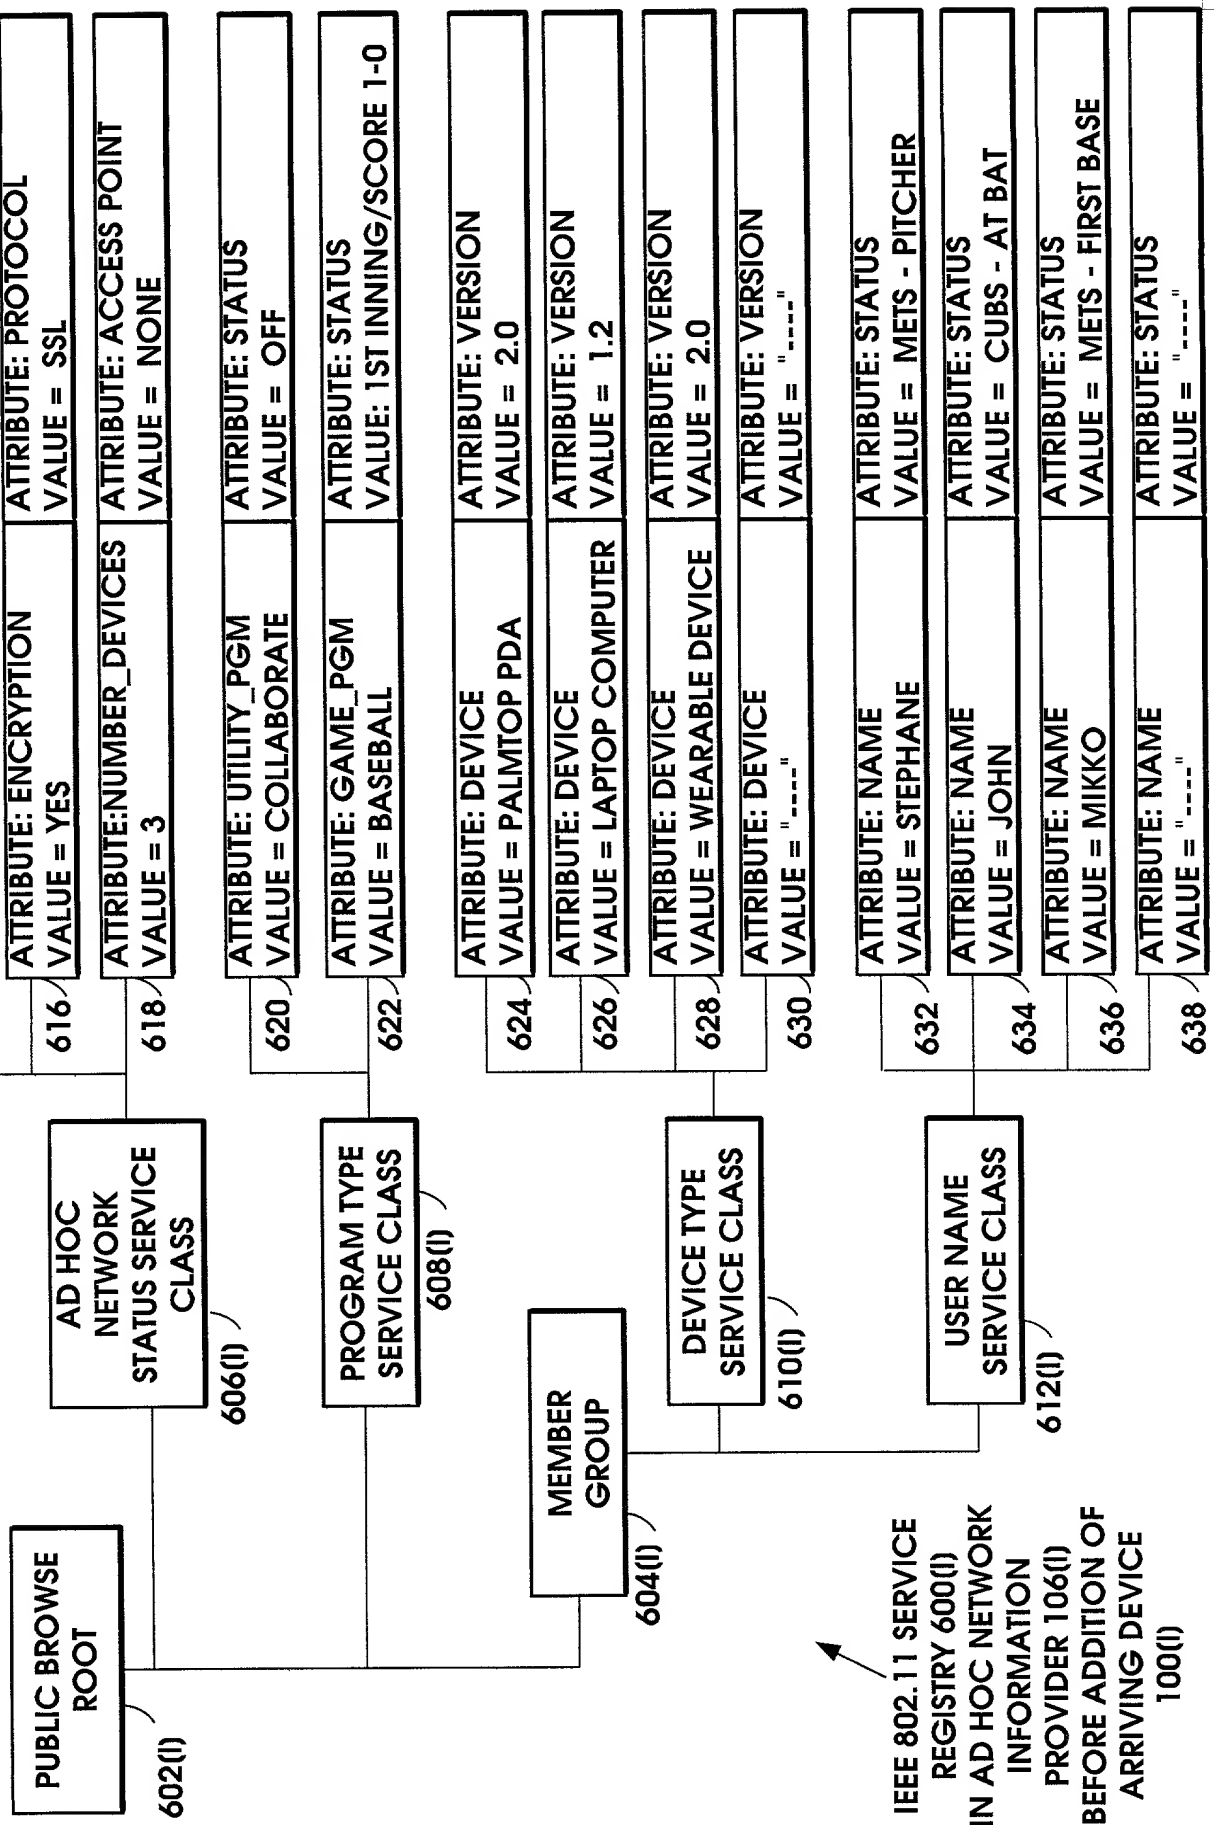 PUBLIC BROWSE
ROOT
602(I)
AD HOC
NETWORK
STATUS SERVICE
CLASS
606(I)
ATTRIBUTE: ENCRYPTION
VALUE = YES
ATTRIBUTE: PROTOCOL
VALUE = SSL
616
ATTRIBUTE:NUMBER_DEVICES
VALUE = 3
ATTRIBUTE: ACCESS POINT
VALUE = NONE
618
PROGRAM TYPE
SERVICE CLASS
608(I)
ATTRIBUTE: UTILITY_PGM
VALUE = COLLABORATE
ATTRIBUTE: STATUS
VALUE = OFF
620
ATTRIBUTE: GAME_PGM
VALUE = BASEBALL
ATTRIBUTE: STATUS
VALUE: 1ST INNING/SCORE 1-0
622
MEMBER
GROUP
604(I)
DEVICE TYPE
SERVICE CLASS
610(I)
ATTRIBUTE: DEVICE
VALUE = PALMTOP PDA
ATTRIBUTE: VERSION
VALUE = 2.0
624
ATTRIBUTE: DEVICE
VALUE = LAPTOP COMPUTER
ATTRIBUTE: VERSION
VALUE = 1.2
626
ATTRIBUTE: DEVICE
VALUE = WEARABLE DEVICE
ATTRIBUTE: VERSION
VALUE = 2.0
628
ATTRIBUTE: DEVICE
VALUE = "----"
ATTRIBUTE: VERSION
VALUE = "----"
630
USER NAME
SERVICE CLASS
612(I)
ATTRIBUTE: NAME
VALUE = STEPHANE
ATTRIBUTE: STATUS
VALUE = METS - PITCHER
632
ATTRIBUTE: NAME
VALUE = JOHN
ATTRIBUTE: STATUS
VALUE = CUBS - AT BAT
634
ATTRIBUTE: NAME
VALUE = MIKKO
ATTRIBUTE: STATUS
VALUE = METS - FIRST BASE
636
ATTRIBUTE: NAME
VALUE = "----"
ATTRIBUTE: STATUS
VALUE = "----"
638
IEEE 802.11 SERVICE
REGISTRY 600(I)
IN AD HOC NETWORK
INFORMATION
PROVIDER 106(I)
BEFORE ADDITION OF
ARRIVING DEVICE
100(I)